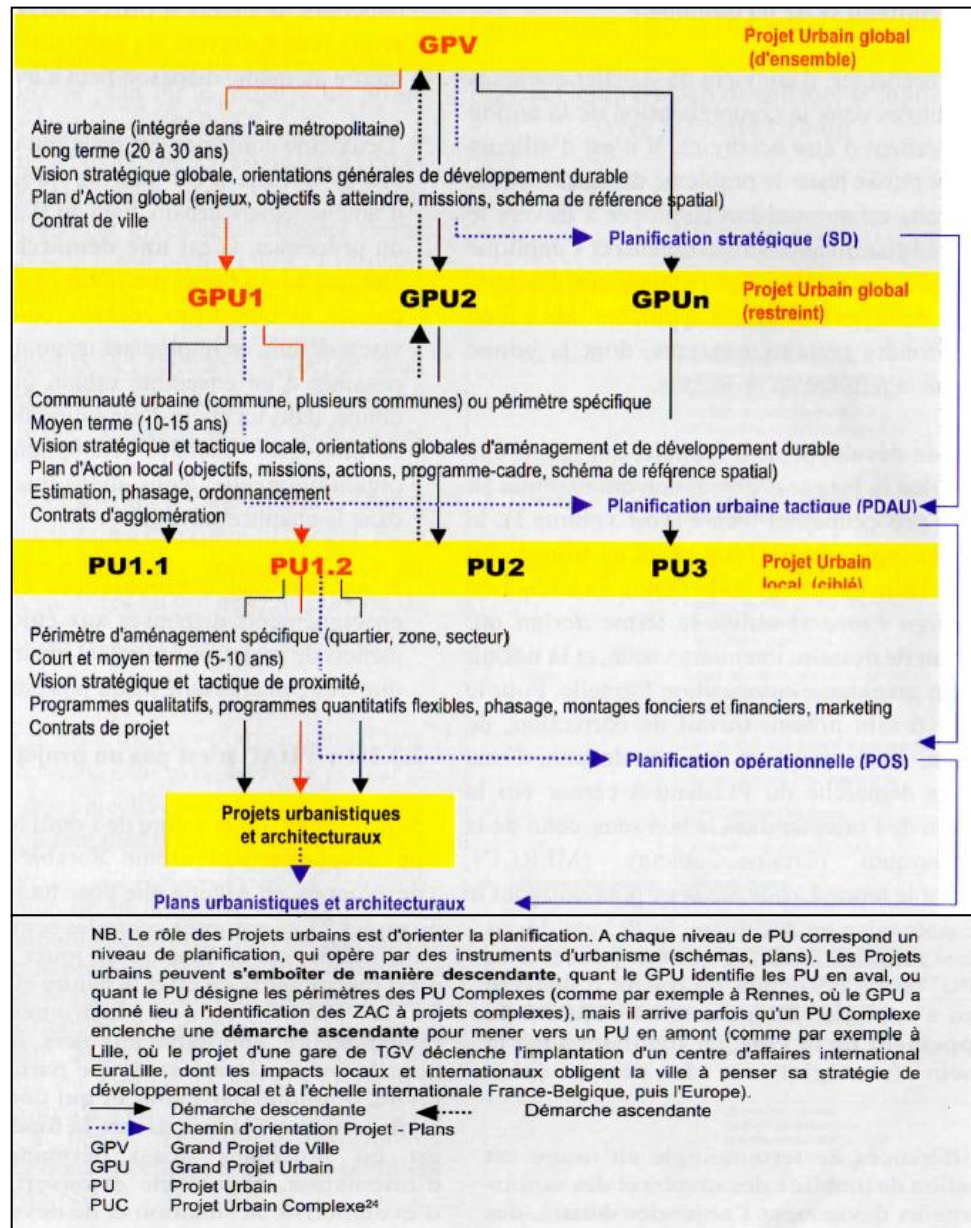 GPV
Projet Urbain global
(d'ensemble)
Aire urbaine (intégrée dans l'aire métropolitaine)
Long terme (20 à 30 ans)
Vision stratégique globale, orientations générales de développement durable
Plan d'Action global (enjeux, objectifs à atteindre, missions, schéma de référence spatial)
Contrat de ville
Planification stratégique (SD)
GPU1 GPU2 GPUn
Projet Urbain global
(restreint)
Communauté urbaine (commune, plusieurs communes) ou périmètre spécifique
Moyen terme (10-15 ans)
Vision stratégique et tactique locale, orientations globales d'aménagement et de développement durable
Plan d'Action local (objectifs, missions, actions, programme-cadre, schéma de référence spatial)
Estimation, phasage, ordonnancement
Contrats d'agglomération
Planification urbaine tactique (PDAU)
PU1.1 PU1.2 PU2 PU3
Projet Urbain
local (ciblé)
Périmètre d'aménagement spécifique (quartier, zone, secteur)
Court et moyen terme (5-10 ans)
Vision stratégique et tactique de proximité,
Programmes qualitatifs, programmes quantitatifs flexibles, phasage, montages fonciers et financiers, marketing
Contrats de projet
Planification opérationnelle (POS)
Projets urbanistiques
et architecturaux
Plans urbanistiques et architecturaux
NB. Le rôle des Projets urbains est d'orienter la planification. A chaque niveau de PU correspond un
niveau de planification, qui opère par des instruments d'urbanisme (schémas, plans). Les Projets
urbains peuvent s'emboîter de manière descendante, quant le GPU identifie les PU en aval, ou
quant le PU désigne les périmètres des PU Complexes (comme par exemple à Rennes, où le GPU a
donné lieu à l'identification des ZAC à projets complexes), mais il arrive parfois qu'un PU Complexe
enclenche une démarche ascendante pour mener vers un PU en amont (comme par exemple à
Lille, où le projet d'une gare de TGV déclenche l'implantation d'un centre d'affaires international
EuraLille, dont les impacts locaux et internationaux obligent la ville à penser sa stratégie de
développement local et à l'échelle internationale France-Belgique, puis l'Europe).
Démarche descendante Démarche ascendante
Chemin d'orientation Projet - Plans
GPV Grand Projet de Ville
GPU Grand Projet Urbain
PU Projet Urbain
PUC Projet Urbain Complexe²⁴